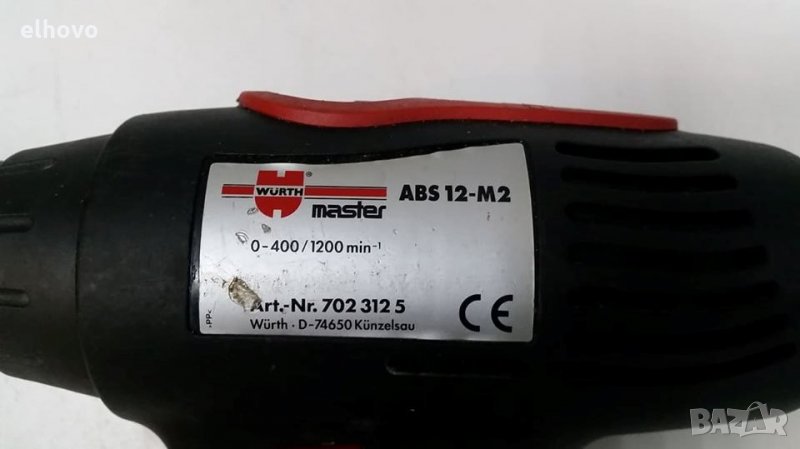 elhovo
WÜRTH ®
master
ABS 12-M2
0-400/1200 min-1
Art.-Nr. 702 312 5
Würth · D-74650 Künzelsau
CE
BAZAR